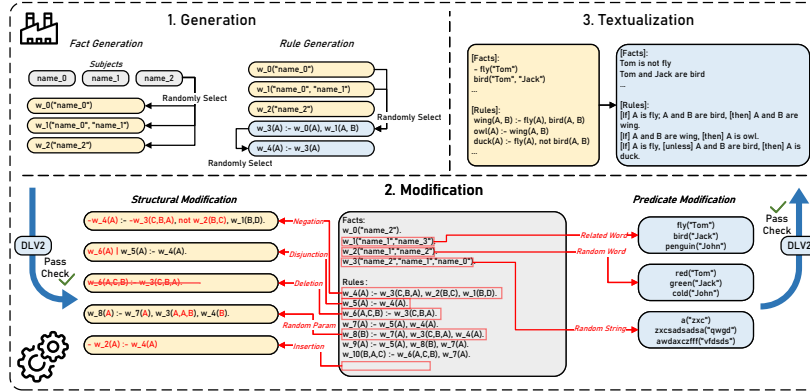 1. Generation
Fact Generation
Subjects
name_0
name_1
name_2
Randomly Select
w_0("name_0")
w_1("name_0", "name_1")
w_2("name_2")
Rule Generation
w_0("name_0")
w_1("name_0", "name_1")
w_2("name_2")
Randomly Select
w_3(A) :- w_0(A), w_1(A, B)
w_4(A) :- w_3(A)
Randomly Select
3. Textualization
[Facts]:
- fly("Tom")
bird("Tom", "Jack")
...
[Rules]:
wing(A, B) :- fly(A), bird(A, B)
owl(A) :- wing(A, B)
duck(A) :- fly(A), not bird(A, B)
...
[Facts]:
Tom is not fly
Tom and Jack are bird
...
[Rules]:
[If] A is fly; A and B are bird, [then] A and B are
wing.
[If] A and B are wing, [then] A is owl.
[If] A is fly, [unless] A and B are bird, [then] A is
duck.
2. Modification
DLV2
Pass
Check
Structural Modification
-w_4(A) :- -w_3(C,B,A), not w_2(B,C), w_1(B,D).
w_6(A) | w_5(A) :- w_4(A).
w_6(A,C,B) :- w_3(C,B,A).
w_8(A) :- w_7(A), w_3(A,A,B), w_4(B).
- w_2(A) :- w_4(A)
Negation
Disjunction
Deletion
Random Param
Insertion
Facts:
w_0("name_2").
w_1("name_1","name_3").
w_2("name_1","name_2").
w_3("name_2","name_1","name_0").
Rules :
w_4(A) :- w_3(C,B,A), w_2(B,C), w_1(B,D).
w_5(A) :- w_4(A).
w_6(A,C,B) :- w_3(C,B,A).
w_7(A) :- w_5(A), w_4(A).
w_8(B) :- w_7(A), w_3(C,B,A), w_4(A).
w_9(A) :- w_5(A), w_8(B), w_7(A).
w_10(B,A,C) :- w_6(A,C,B), w_7(A).
Related Word
Random Word
Random String
Predicate Modification
fly("Tom")
bird("Jack")
penguin("John")
red("Tom")
green("Jack")
cold("John")
a("zxc")
zxcsadsadsa("qwgd")
awdaxczfff("vfdsds")
Pass
Check
DLV2